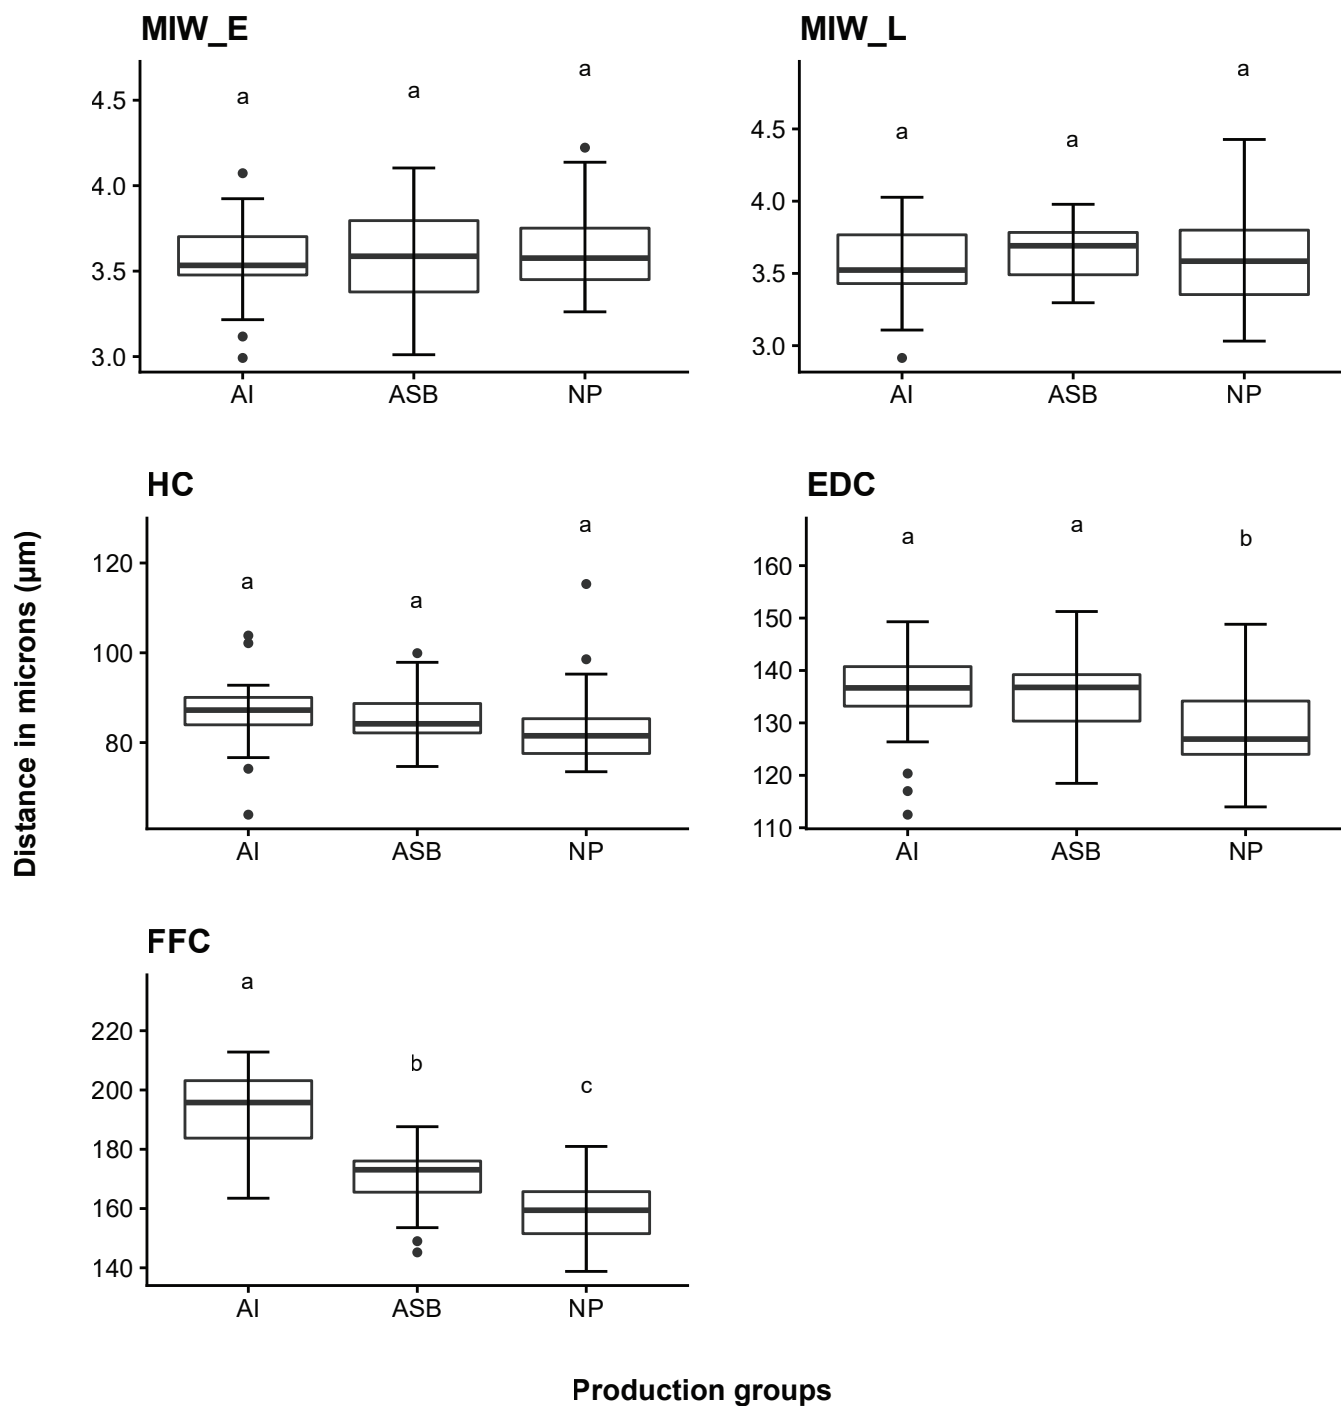 MIW_E
a
a
a
4.5
4.0
3.5
3.0
AI ASB NP
MIW_L
a
a
a
4.5
4.0
3.5
3.0
AI ASB NP
Distance in microns (μm)
HC
a
a
a
120
100
80
AI ASB NP
EDC
a a b
160
150
140
130
120
110
AI ASB NP
FFC
a
b
c
220
200
180
160
140
AI ASB NP
Production groups